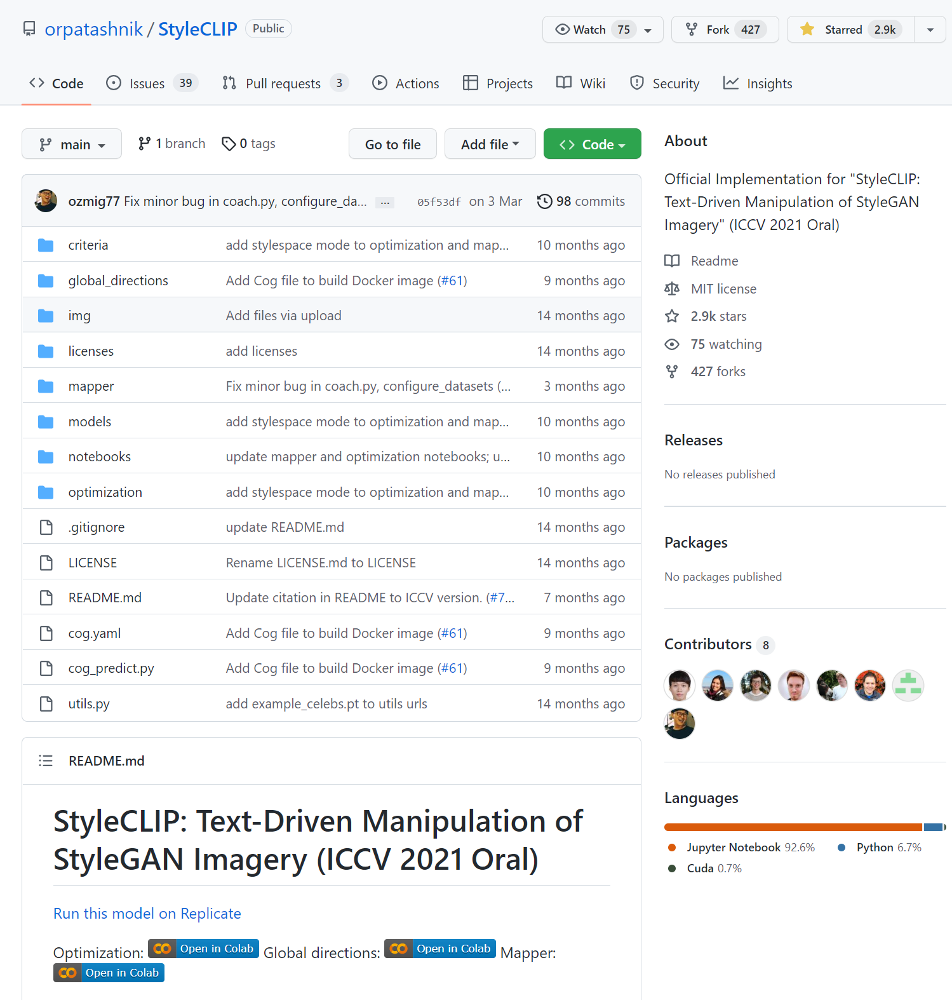 orpatashnik / StyleCLIP Public
Watch 75 Fork 427 Starred 2.9k
Code Issues 39 Pull requests 3 Actions Projects Wiki Security Insights
main 1 branch 0 tags Go to file Add file Code
ozmig77 Fix minor bug in coach.py, configure_da... ... 05f53df on 3 Mar 98 commits
criteria add stylespace mode to optimization and map... 10 months ago
global_directions Add Cog file to build Docker image (#61) 9 months ago
img Add files via upload 14 months ago
licenses add licenses 14 months ago
mapper Fix minor bug in coach.py, configure_datasets (... 3 months ago
models add stylespace mode to optimization and map... 10 months ago
notebooks update mapper and optimization notebooks; u... 10 months ago
optimization add stylespace mode to optimization and map... 10 months ago
.gitignore update README.md 14 months ago
LICENSE Rename LICENSE.md to LICENSE 14 months ago
README.md Update citation in README to ICCV version. (#7... 7 months ago
cog.yaml Add Cog file to build Docker image (#61) 9 months ago
cog_predict.py Add Cog file to build Docker image (#61) 9 months ago
utils.py add example_celebs.pt to utils urls 14 months ago
README.md
StyleCLIP: Text-Driven Manipulation of
StyleGAN Imagery (ICCV 2021 Oral)
Run this model on Replicate
Optimization: CO Open in Colab Global directions: CO Open in Colab Mapper:
CO Open in Colab
About
Official Implementation for "StyleCLIP:
Text-Driven Manipulation of StyleGAN
Imagery" (ICCV 2021 Oral)
Readme
MIT license
2.9k stars
75 watching
427 forks
Releases
No releases published
Packages
No packages published
Contributors 8
Languages
Jupyter Notebook 92.6% Python 6.7%
Cuda 0.7%